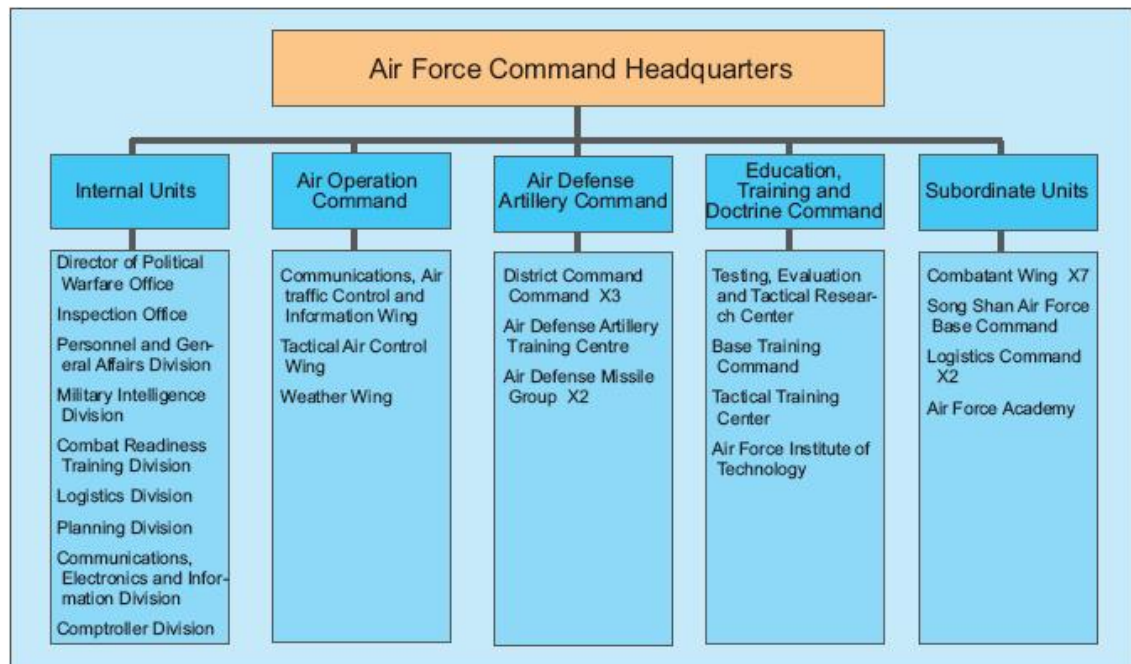 Air Force Command Headquarters
Internal Units
Director of Political
Warfare Office
Inspection Office
Personnel and Gen-
eral Affairs Division
Military Intelligence
Division
Combat Readiness
Training Division
Logistics Division
Planning Division
Communications,
Electronics and Infor-
mation Division
Comptroller Division
Air Operation
Command
Communications, Air
traffic Control and
Information Wing
Tactical Air Control
Wing
Weather Wing
Air Defense
Artillery Command
District Command
Command X3
Air Defense Artillery
Training Centre
Air Defense Missile
Group X2
Education,
Training and
Doctrine Command
Testing, Evaluation
and Tactical Resear-
ch Center
Base Training
Command
Tactical Training
Center
Air Force Institute of
Technology
Subordinate Units
Combatant Wing X7
Song Shan Air Force
Base Command
Logistics Command
X2
Air Force Academy